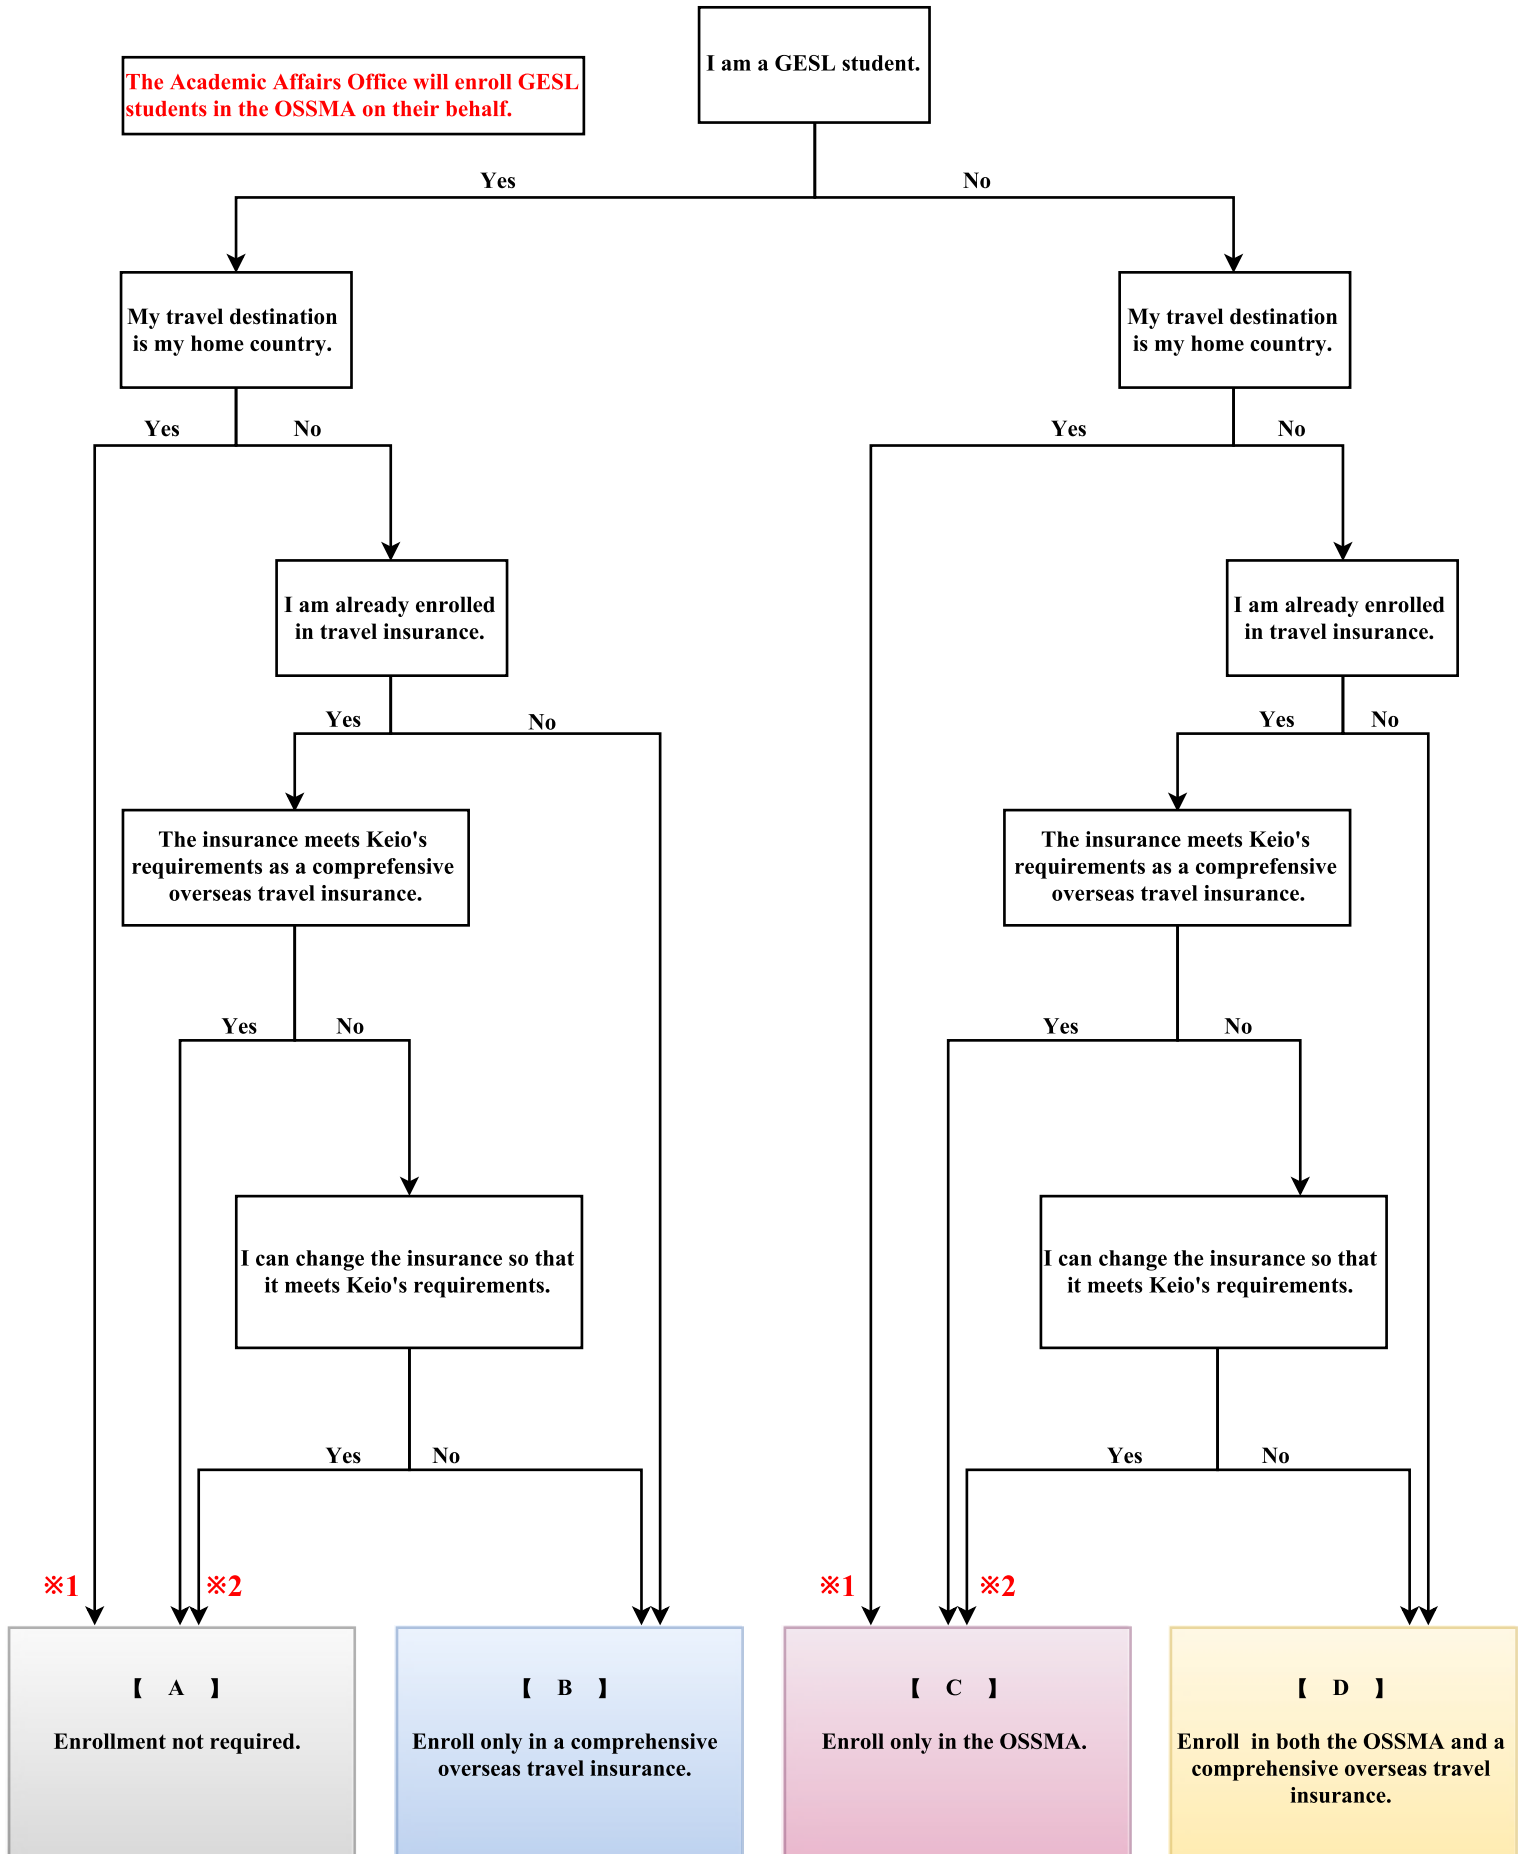 I am a GESL student.
The Academic Affairs Office will enroll GESL
students in the OSSMA on their behalf.
Yes
No
My travel destination
is my home country.
My travel destination
is my home country.
Yes
No
Yes
No
I am already enrolled
in travel insurance.
I am already enrolled
in travel insurance.
Yes
No
Yes
No
The insurance meets Keio's
requirements as a comprefensive
overseas travel insurance.
The insurance meets Keio's
requirements as a comprefensive
overseas travel insurance.
Yes
No
Yes
No
I can change the insurance so that
it meets Keio's requirements.
I can change the insurance so that
it meets Keio's requirements.
Yes
No
Yes
No
※1
※2
※1
※2
【 A 】
Enrollment not required.
【 B 】
Enroll only in a comprehensive
overseas travel insurance.
【 C 】
Enroll only in the OSSMA.
【 D 】
Enroll in both the OSSMA and a
comprehensive overseas travel
insurance.